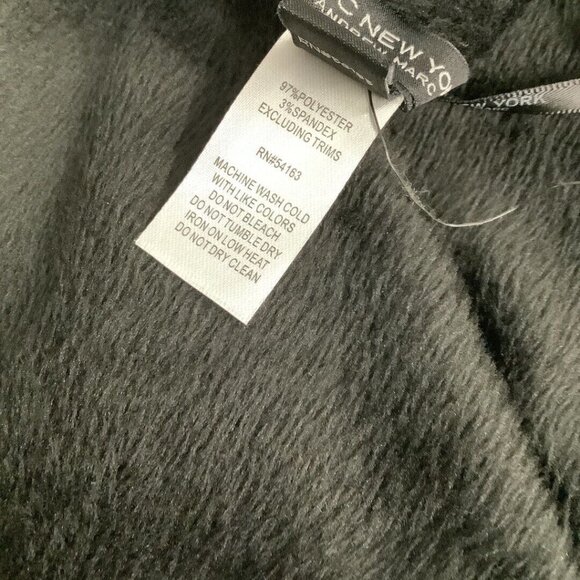 C NEW YO
ANDREW MARC
97%POLYESTER
3%SPANDEX
EXCLUDING TRIMS
RN#54163
MACHINE WASH COLD
WITH LIKE COLORS
DO NOT BLEACH
DO NOT TUMBLE DRY
IRON ON LOW HEAT
DO NOT DRY CLEAN
NEW YORK